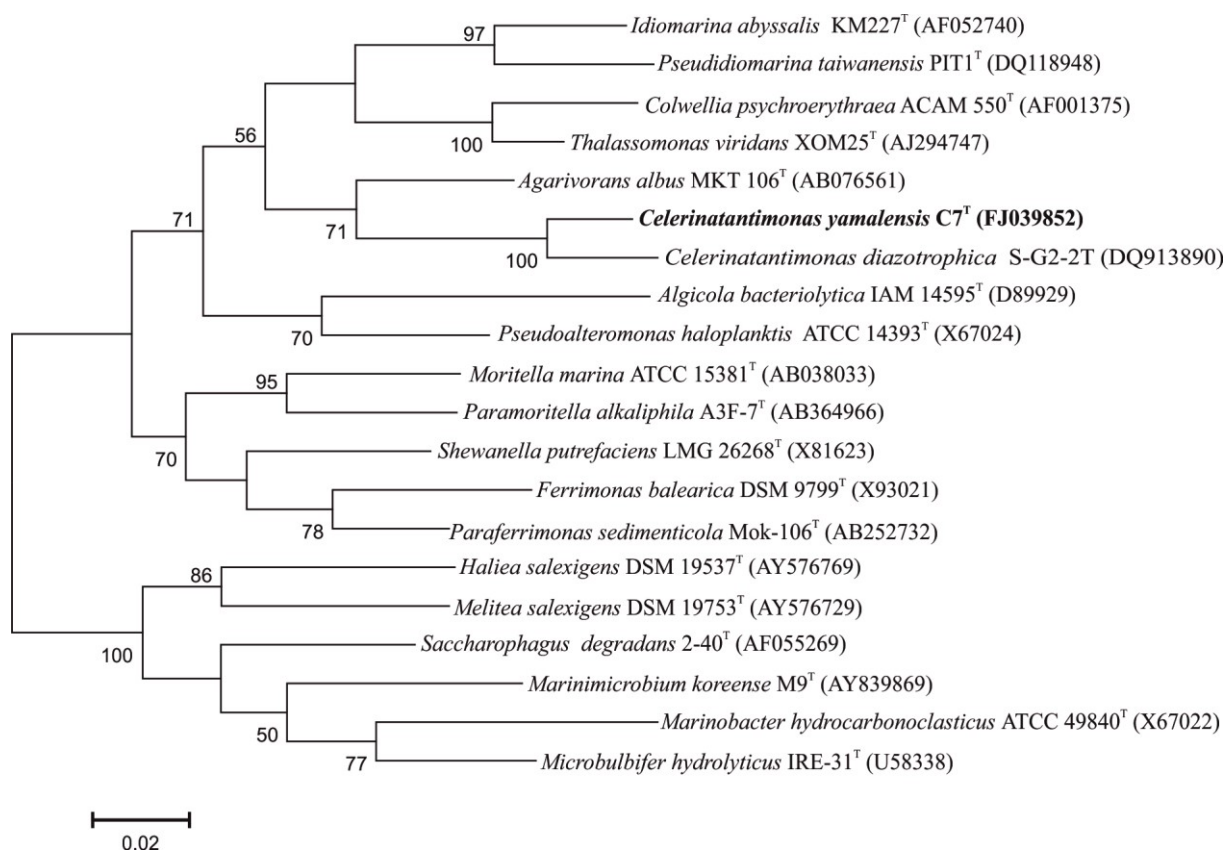 97
Idiomarina abyssalis KM227ᵀ (AF052740)
Pseudidiomarina taiwanensis PIT1ᵀ (DQ118948)
Colwellia psychroerythraea ACAM 550ᵀ (AF001375)
56
100
Thalassomonas viridans XOM25ᵀ (AJ294747)
Agarivorans albus MKT 106ᵀ (AB076561)
71
71
Celerinatantimonas yamalensis C7ᵀ (FJ039852)
100
Celerinatantimonas diazotrophica S-G2-2T (DQ913890)
Algicola bacteriolytica IAM 14595ᵀ (D89929)
70
Pseudoalteromonas haloplanktis ATCC 14393ᵀ (X67024)
95
Moritella marina ATCC 15381ᵀ (AB038033)
Paramoritella alkaliphila A3F-7ᵀ (AB364966)
70
Shewanella putrefaciens LMG 26268ᵀ (X81623)
Ferrimonas balearica DSM 9799ᵀ (X93021)
78
Paraferrimonas sedimenticola Mok-106ᵀ (AB252732)
86
Haliea salexigens DSM 19537ᵀ (AY576769)
Melitea salexigens DSM 19753ᵀ (AY576729)
100
Saccharophagus degradans 2-40ᵀ (AF055269)
Marinimicrobium koreense M9ᵀ (AY839869)
50
Marinobacter hydrocarbonoclasticus ATCC 49840ᵀ (X67022)
77
Microbulbifer hydrolyticus IRE-31ᵀ (U58338)
0.02